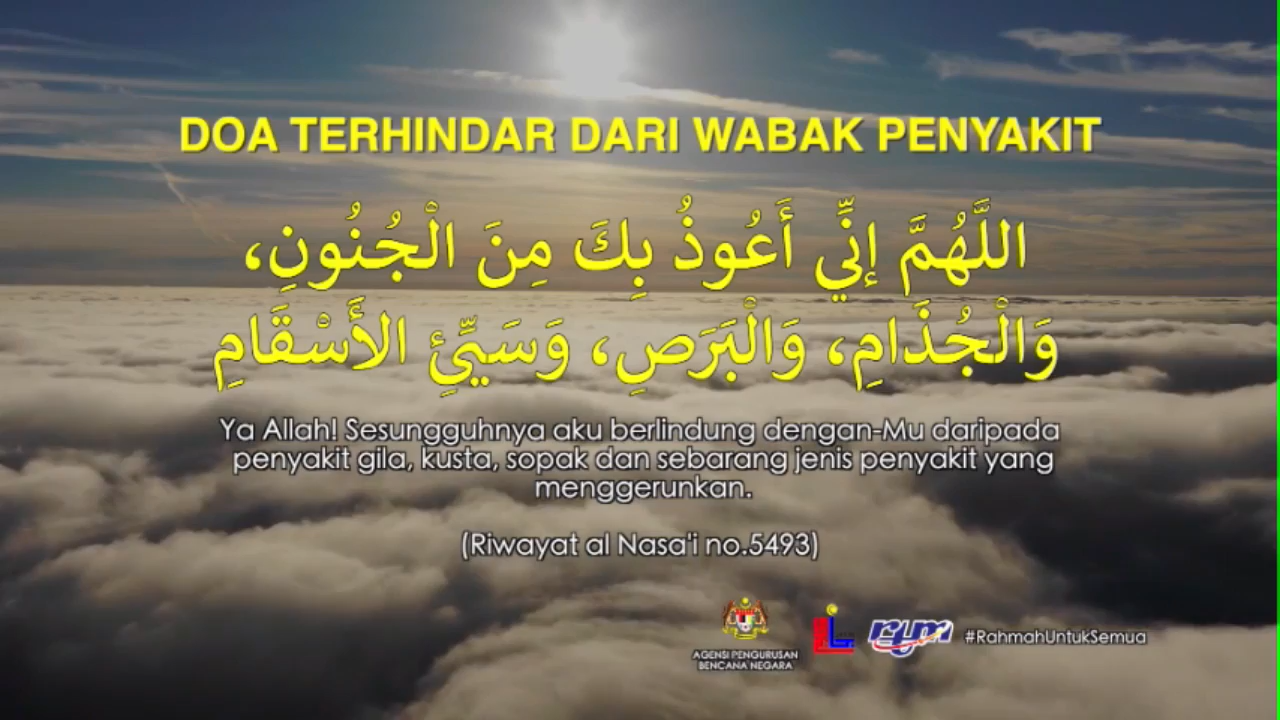 DOA TERHINDAR DARI WABAK PENYAKIT
اللَّهُمَّ إِنِّي أَعُوذُ بِكَ مِنَ الْجُنُونِ،
وَالْجُذَامِ، وَالْبَرَصِ، وَسَيِّئِ الأَسْقَامِ
Ya Allah! Sesungguhnya aku berlindung dengan-Mu daripada
penyakit gila, kusta, sopak dan sebarang jenis penyakit yang
menggerunkan.
(Riwayat al Nasa'i no.5493)
AGENSI PENGURUSAN
BENCANA NEGARA
rtm
#RahmahUntukSemua